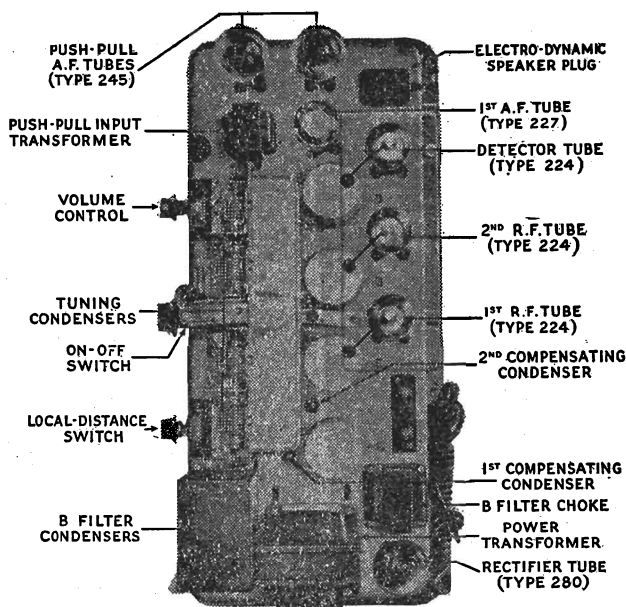 PUSH-PULL
A.F. TUBES
(TYPE 245)
PUSH-PULL INPUT
TRANSFORMER
VOLUME
CONTROL
TUNING
CONDENSERS
ON-OFF
SWITCH
LOCAL-DISTANCE
SWITCH
B FILTER
CONDENSERS
ELECTRO-DYNAMIC
SPEAKER PLUG
1ST A.F. TUBE
(TYPE 227)
DETECTOR TUBE
(TYPE 224)
2ND R.F. TUBE
(TYPE 224)
1ST R.F. TUBE
(TYPE 224)
2ND COMPENSATING
CONDENSER
1ST COMPENSATING
CONDENSER
B FILTER CHOKE
POWER
TRANSFORMER
RECTIFIER TUBE
(TYPE 280)